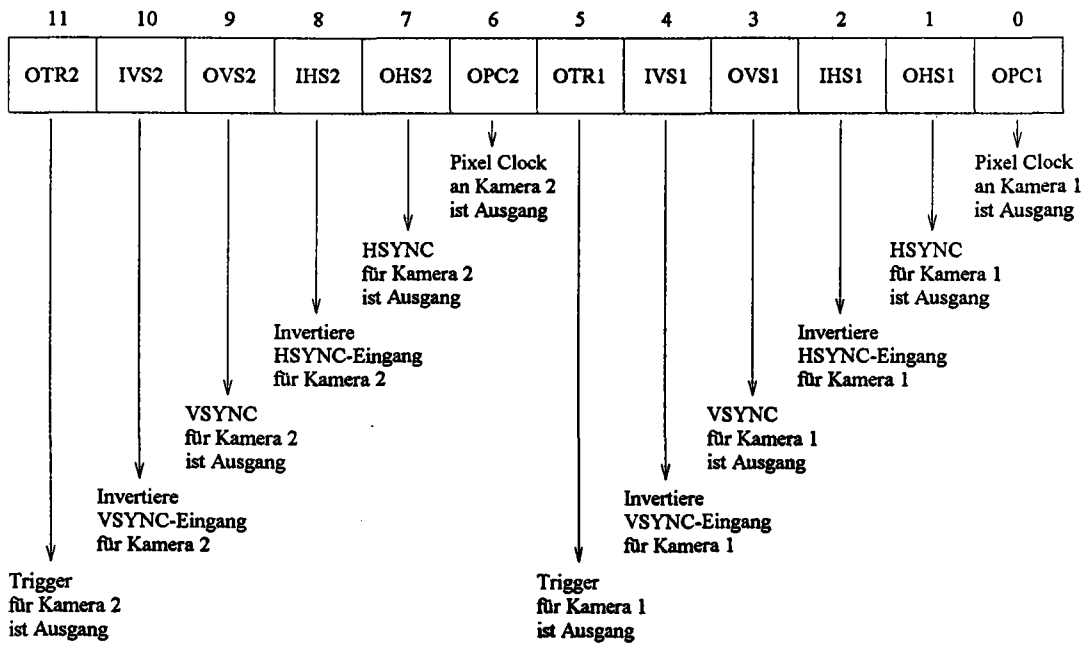 11 10 9 8 7 6 5 4 3 2 1 0
OTR2 IVS2 OVS2 IHS2 OHS2 OPC2 OTR1 IVS1 OVS1 IHS1 OHS1 OPC1
Pixel Clock
an Kamera 2
ist Ausgang
Pixel Clock
an Kamera 1
ist Ausgang
HSYNC
für Kamera 2
ist Ausgang
HSYNC
für Kamera 1
ist Ausgang
Invertiere
HSYNC-Eingang
für Kamera 2
Invertiere
HSYNC-Eingang
für Kamera 1
VSYNC
für Kamera 2
ist Ausgang
VSYNC
für Kamera 1
ist Ausgang
Invertiere
VSYNC-Eingang
für Kamera 2
Invertiere
VSYNC-Eingang
für Kamera 1
Trigger
für Kamera 2
ist Ausgang
Trigger
für Kamera 1
ist Ausgang